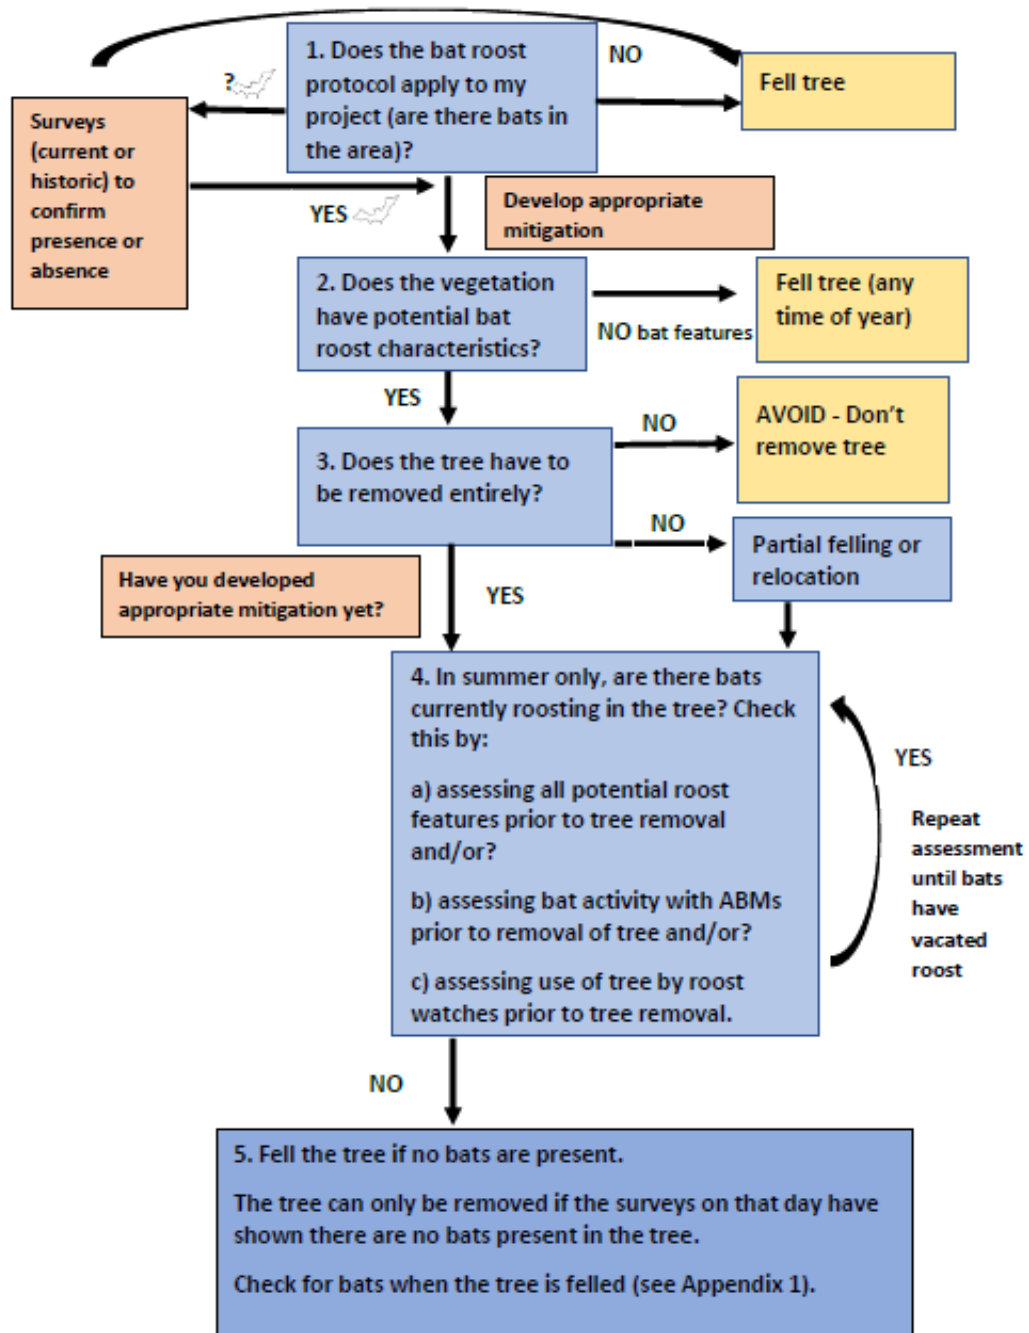 1. Does the bat roost
protocol apply to my
project (are there bats in
the area)?
NO
Fell tree
?
Surveys
(current or
historic) to
confirm
presence or
absence
YES
Develop appropriate
mitigation
2. Does the vegetation
have potential bat
roost characteristics?
NO bat features
Fell tree (any
time of year)
YES
3. Does the tree have to
be removed entirely?
NO
AVOID - Don't
remove tree
NO
Partial felling or
relocation
Have you developed
appropriate mitigation yet?
YES
4. In summer only, are there bats
currently roosting in the tree? Check
this by:
a) assessing all potential roost
features prior to tree removal
and/or?
b) assessing bat activity with ABMs
prior to removal of tree and/or?
c) assessing use of tree by roost
watches prior to tree removal.
YES
Repeat
assessment
until bats
have
vacated
roost
NO
5. Fell the tree if no bats are present.
The tree can only be removed if the surveys on that day have
shown there are no bats present in the tree.
Check for bats when the tree is felled (see Appendix 1).